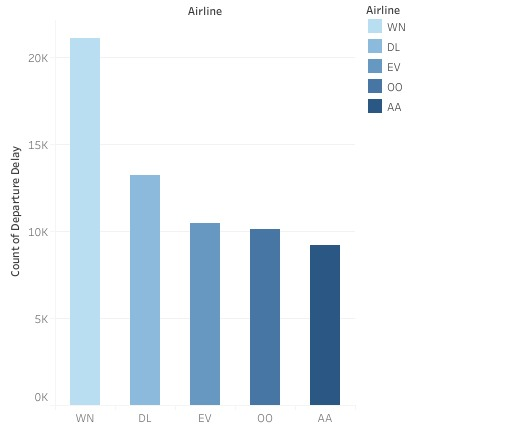 Airline
Airline
WN
DL
EV
OO
AA
20K
15K
10K
5K
0K
Count of Departure Delay
WN
DL
EV
OO
AA